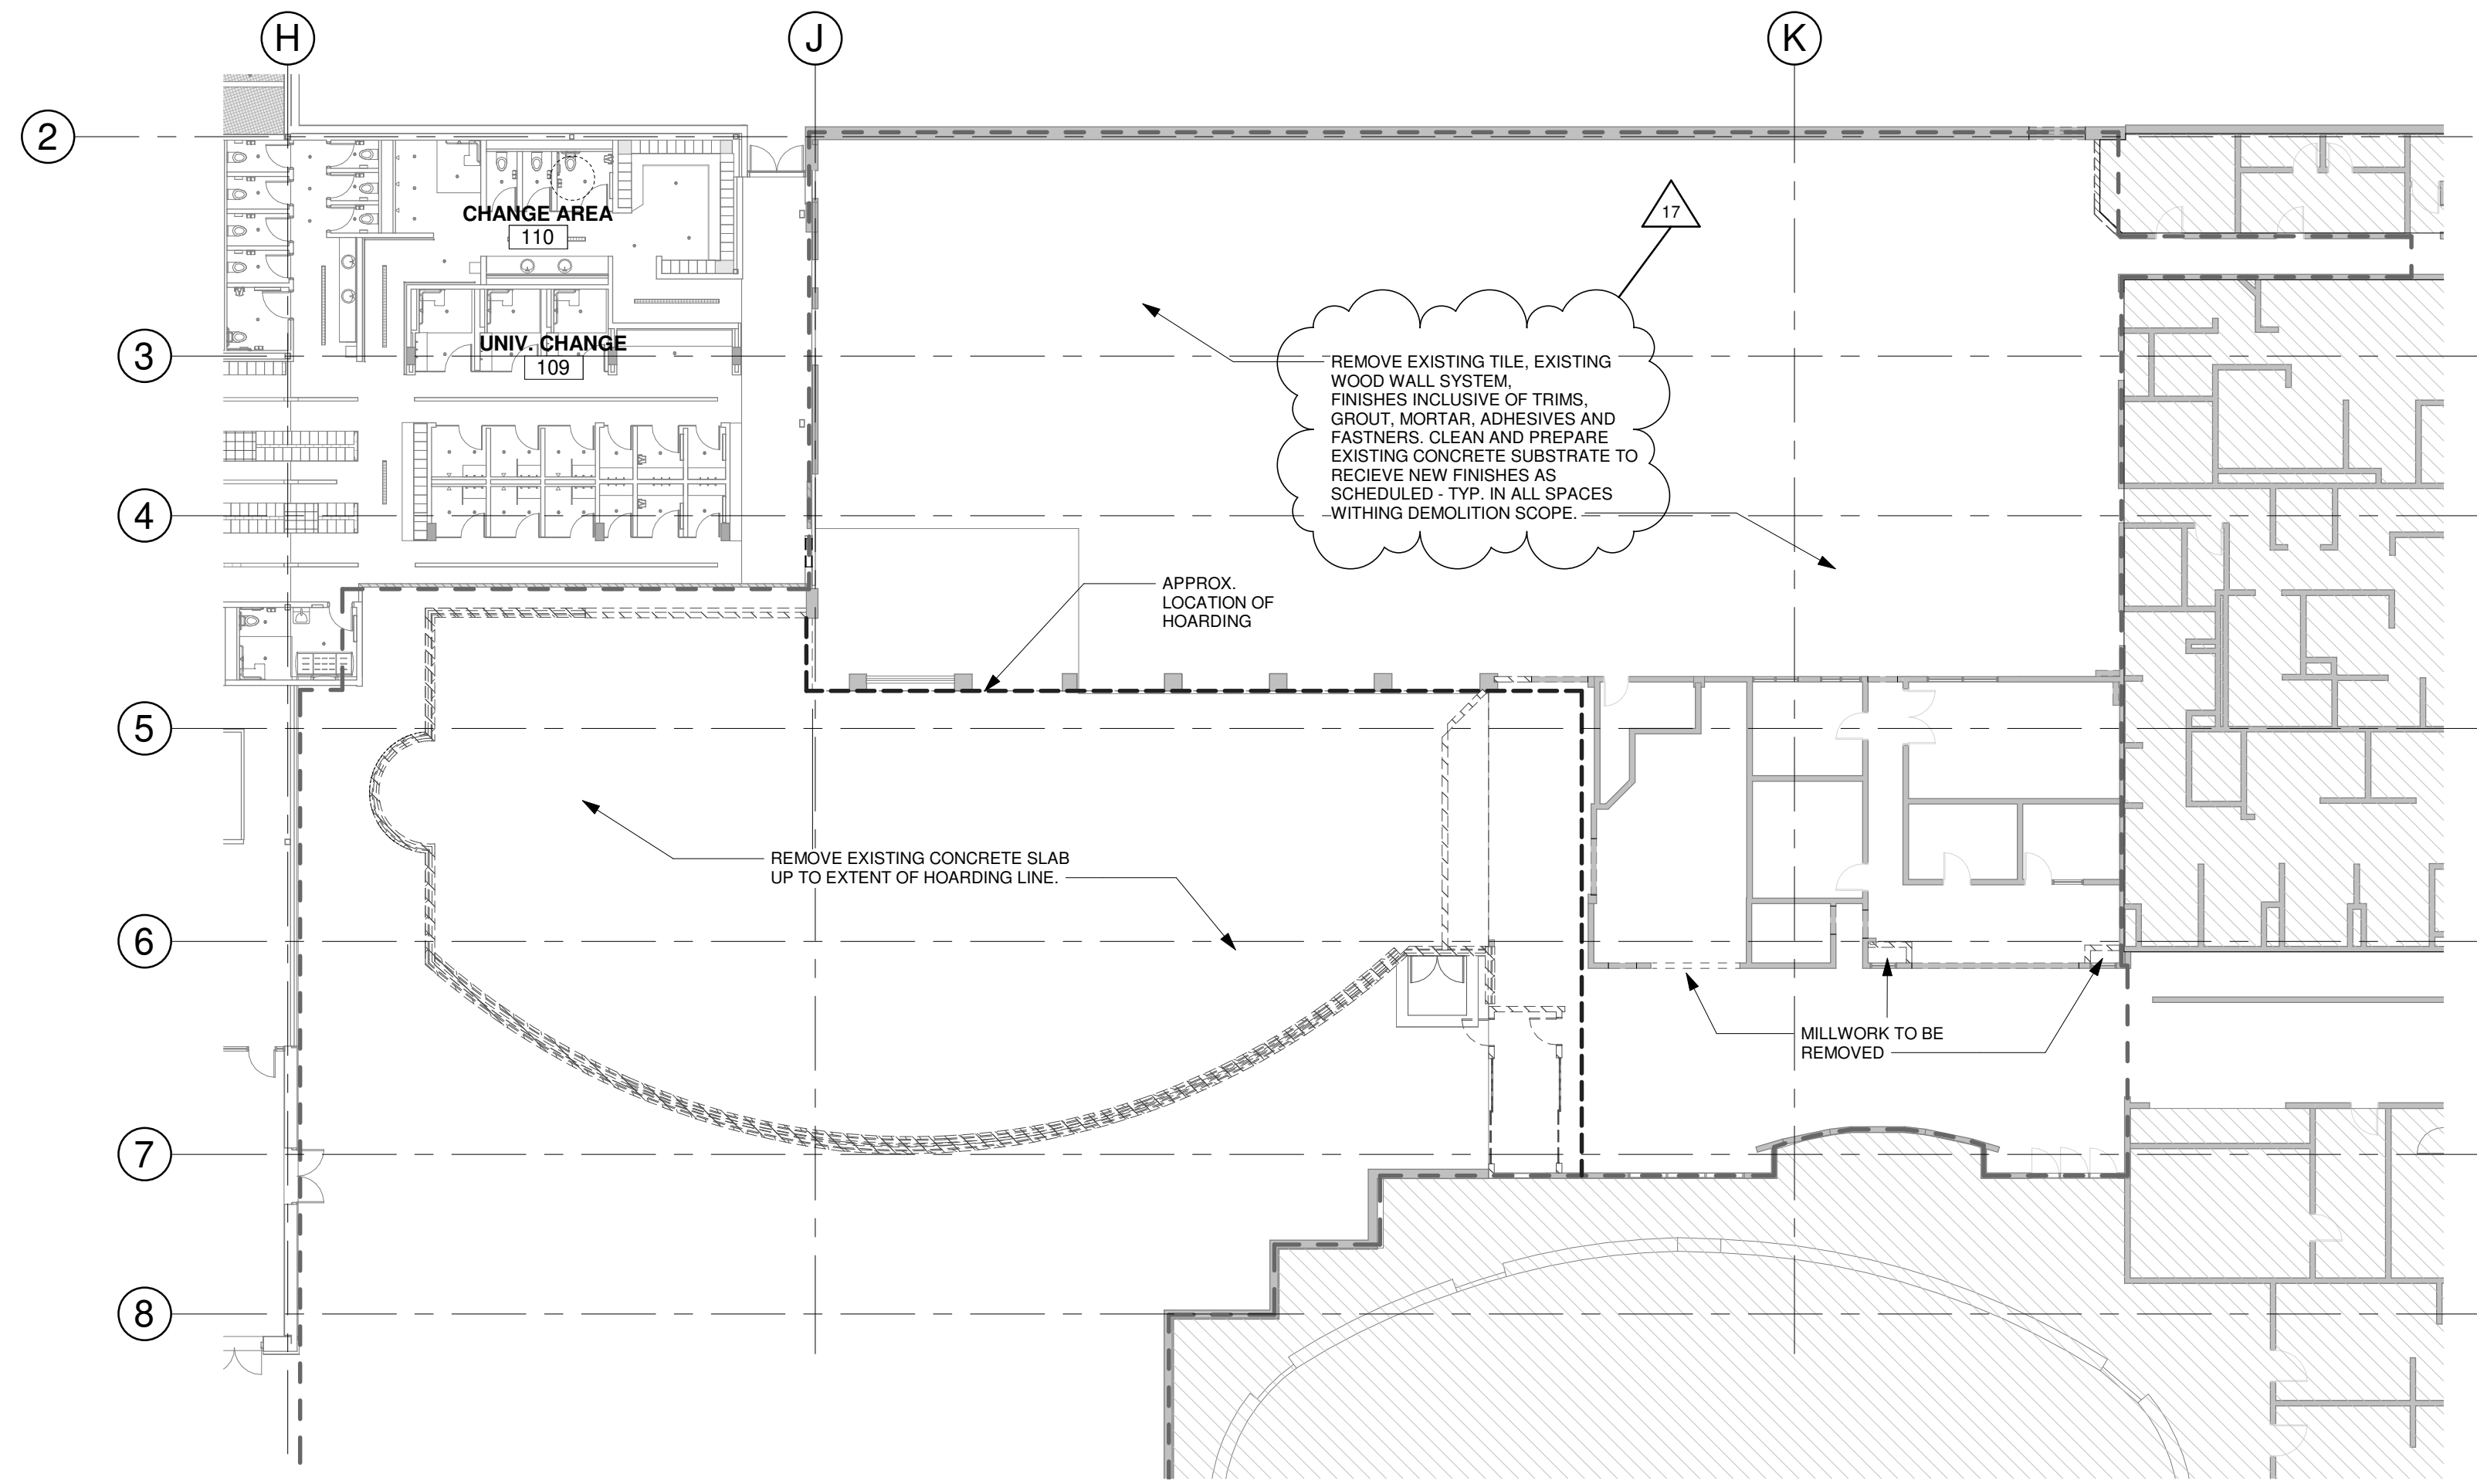 H
J
K
2
17
CHANGE AREA
110
UNIV. CHANGE
109
3
REMOVE EXISTING TILE, EXISTING
WOOD WALL SYSTEM,
FINISHES INCLUSIVE OF TRIMS,
GROUT, MORTAR, ADHESIVES AND
FASTNERS. CLEAN AND PREPARE
EXISTING CONCRETE SUBSTRATE TO
RECIEVE NEW FINISHES AS
SCHEDULED - TYP. IN ALL SPACES
WITHING DEMOLITION SCOPE.
4
APPROX.
LOCATION OF
HOARDING
5
REMOVE EXISTING CONCRETE SLAB
UP TO EXTENT OF HOARDING LINE.
6
MILLWORK TO BE
REMOVED
7
8